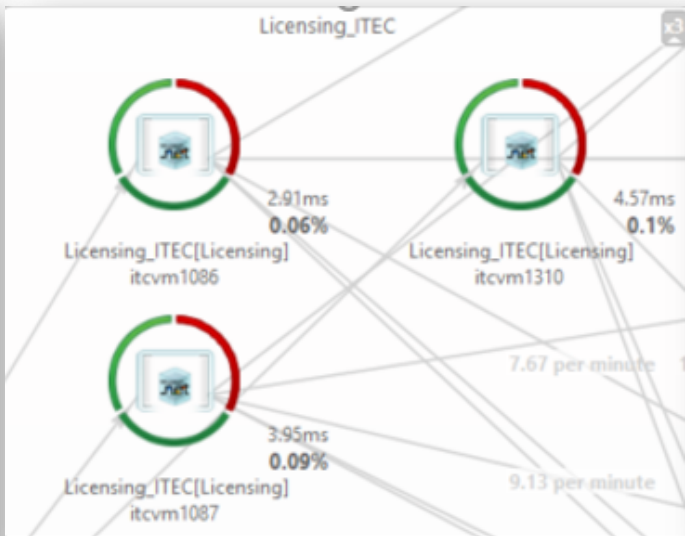 Licensing_ITEC
x3
.net
.net
2.91ms
0.06%
4.57ms
0.1%
Licensing_ITEC[Licensing]
itcvm1086
Licensing_ITEC[Licensing]
itcvm1310
.net
7.67 per minute
3.95ms
0.09%
9.13 per minute
Licensing_ITEC[Licensing]
itcvm1087